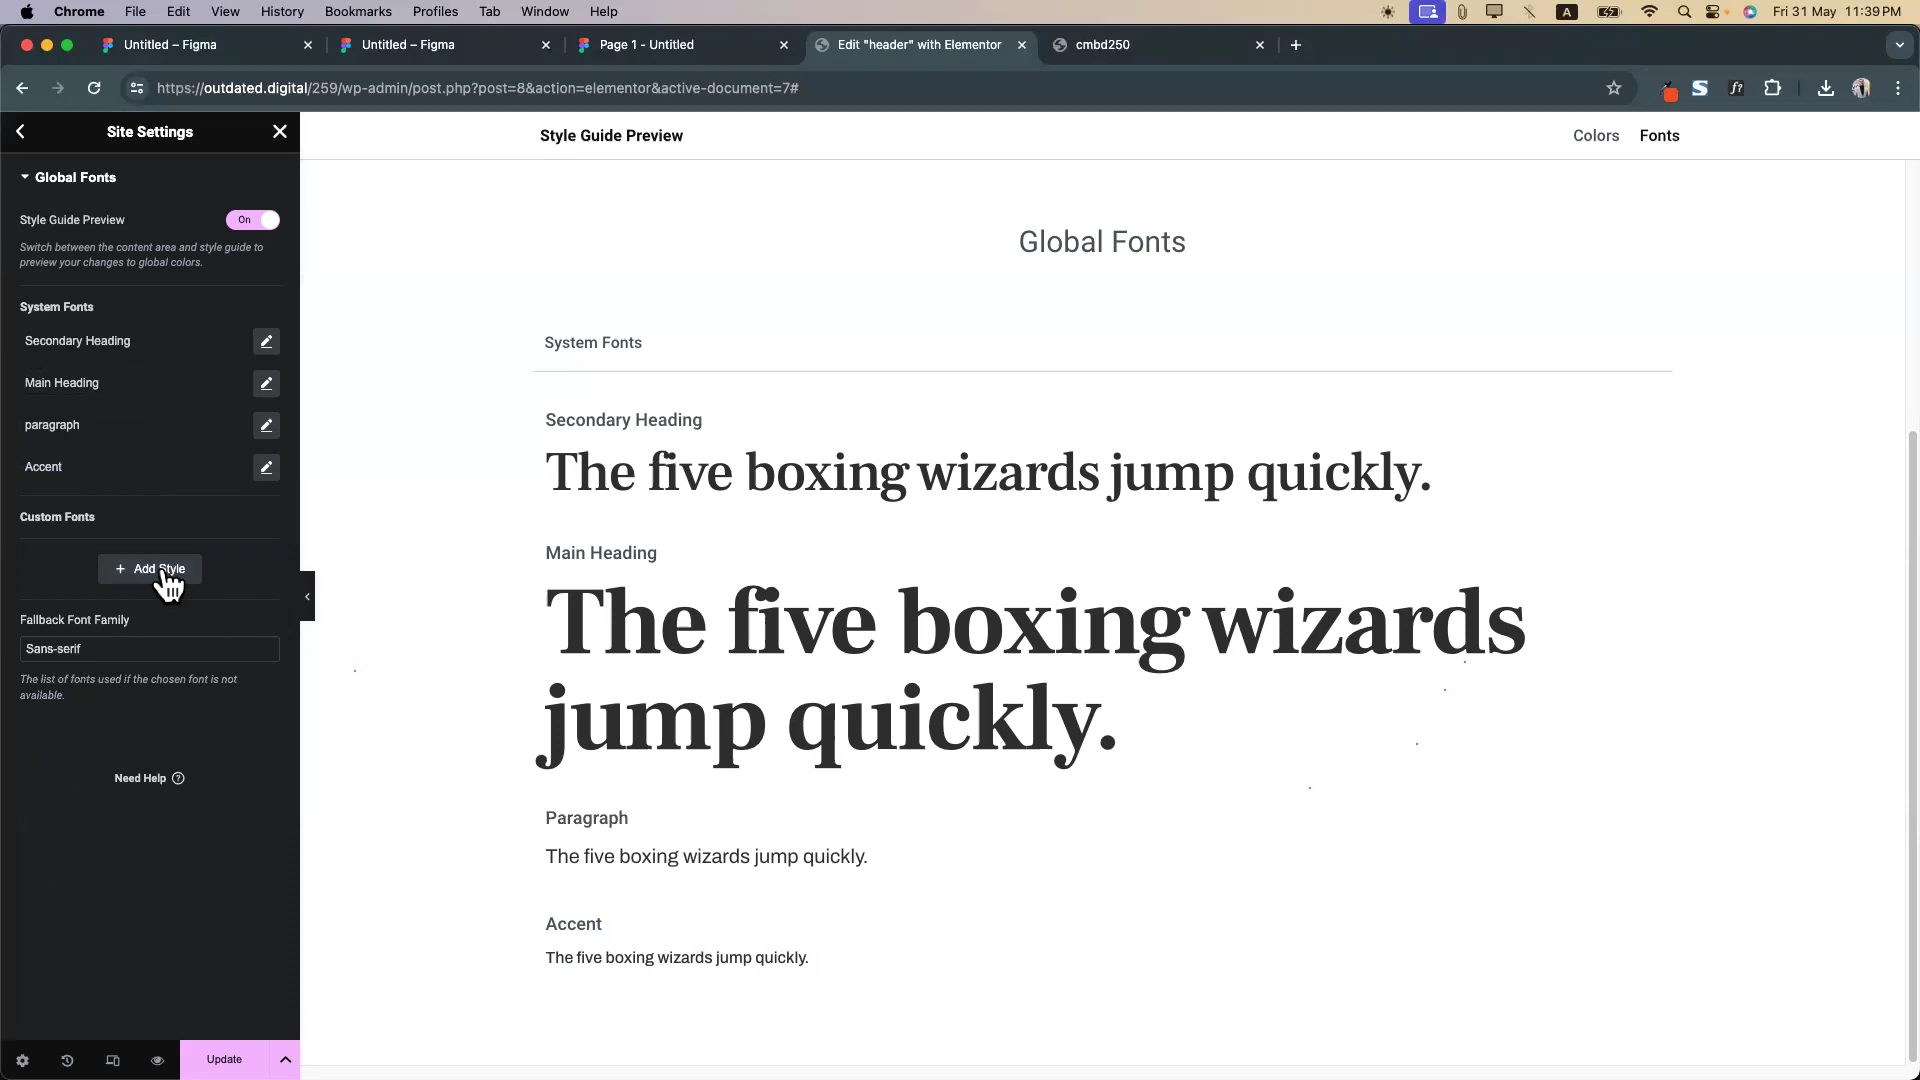 Chrome File Edit View History Bookmarks Profiles Tab Window Help A Fri 31 May 11:39 PM
Untitled – Figma Untitled – Figma Page 1 - Untitled Edit "header" with Elementor cmbd250
https://outdated.digital/259/wp-admin/post.php?post=8&action=elementor&active-document=7# S f?
Site Settings
Style Guide Preview Colors Fonts
Global Fonts
Style Guide Preview On
Switch between the content area and style guide to
preview your changes to global colors.
System Fonts
Secondary Heading
Main Heading
paragraph
Accent
Custom Fonts
+ Add Style
Fallback Font Family
Sans-serif
The list of fonts used if the chosen font is not
available.
Need Help ?
Update
Global Fonts
System Fonts
Secondary Heading
The five boxing wizards jump quickly.
Main Heading
The five boxing wizards
jump quickly.
Paragraph
The five boxing wizards jump quickly.
Accent
The five boxing wizards jump quickly.